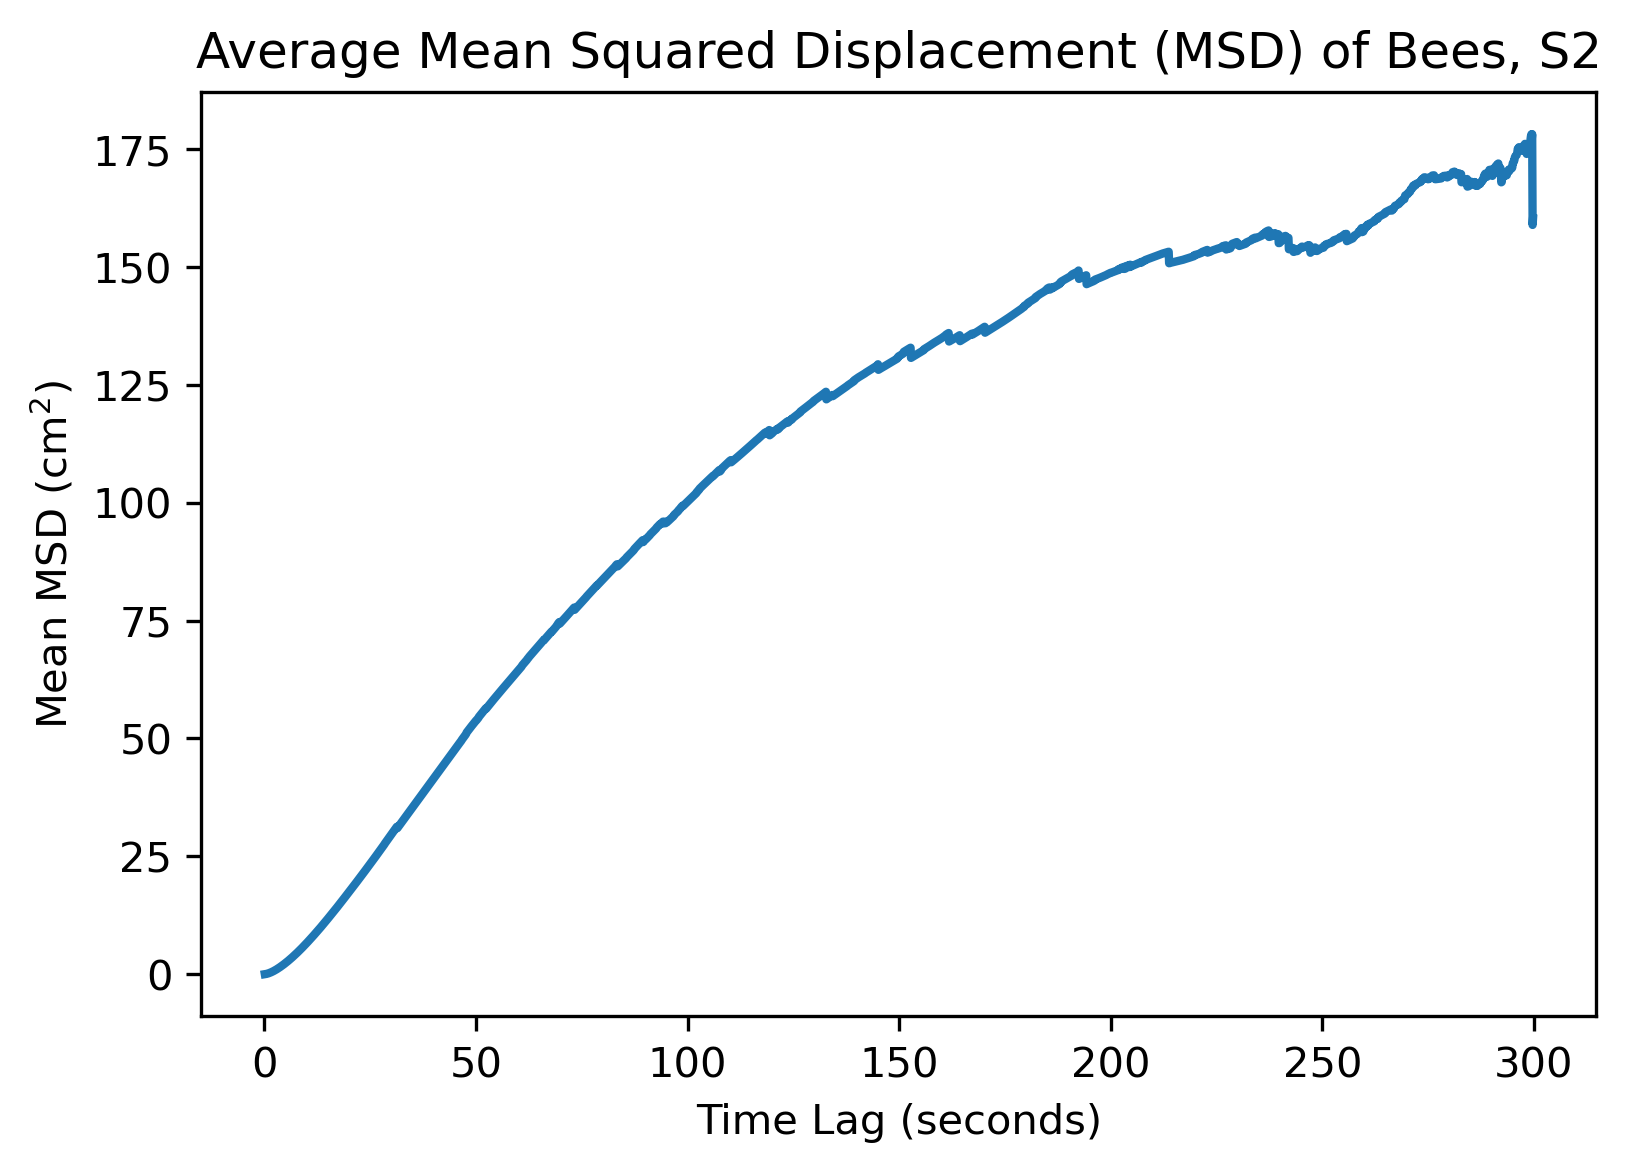 Average Mean Squared Displacement (MSD) of Bees, S2
175
150
125
100
75
50
25
0
Mean MSD (cm²)
0 50 100 150 200 250 300
Time Lag (seconds)